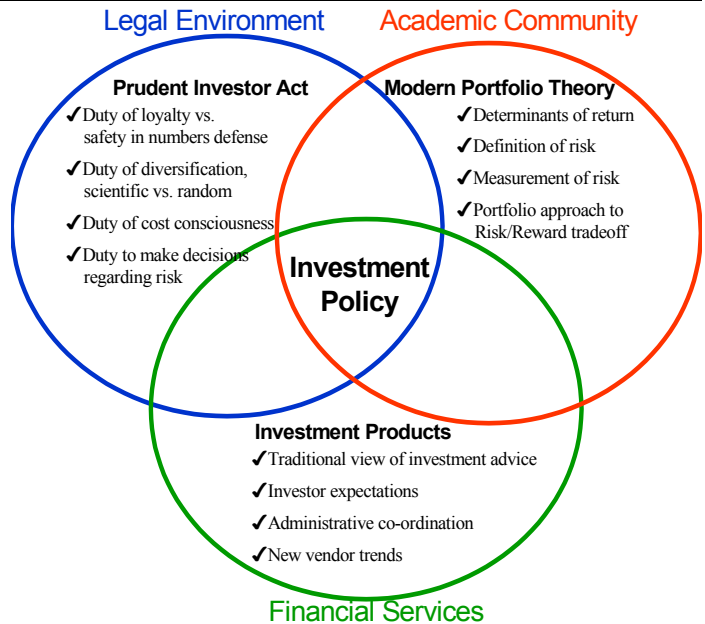 Legal Environment
Academic Community
Prudent Investor Act
✔Duty of loyalty vs.
safety in numbers defense
✔Duty of diversification,
scientific vs. random
✔Duty of cost consciousness
✔Duty to make decisions
regarding risk
Modern Portfolio Theory
✔Determinants of return
✔Definition of risk
✔Measurement of risk
✔Portfolio approach to
Risk/Reward tradeoff
Investment
Policy
Investment Products
✔Traditional view of investment advice
✔Investor expectations
✔Administrative co-ordination
✔New vendor trends
Financial Services